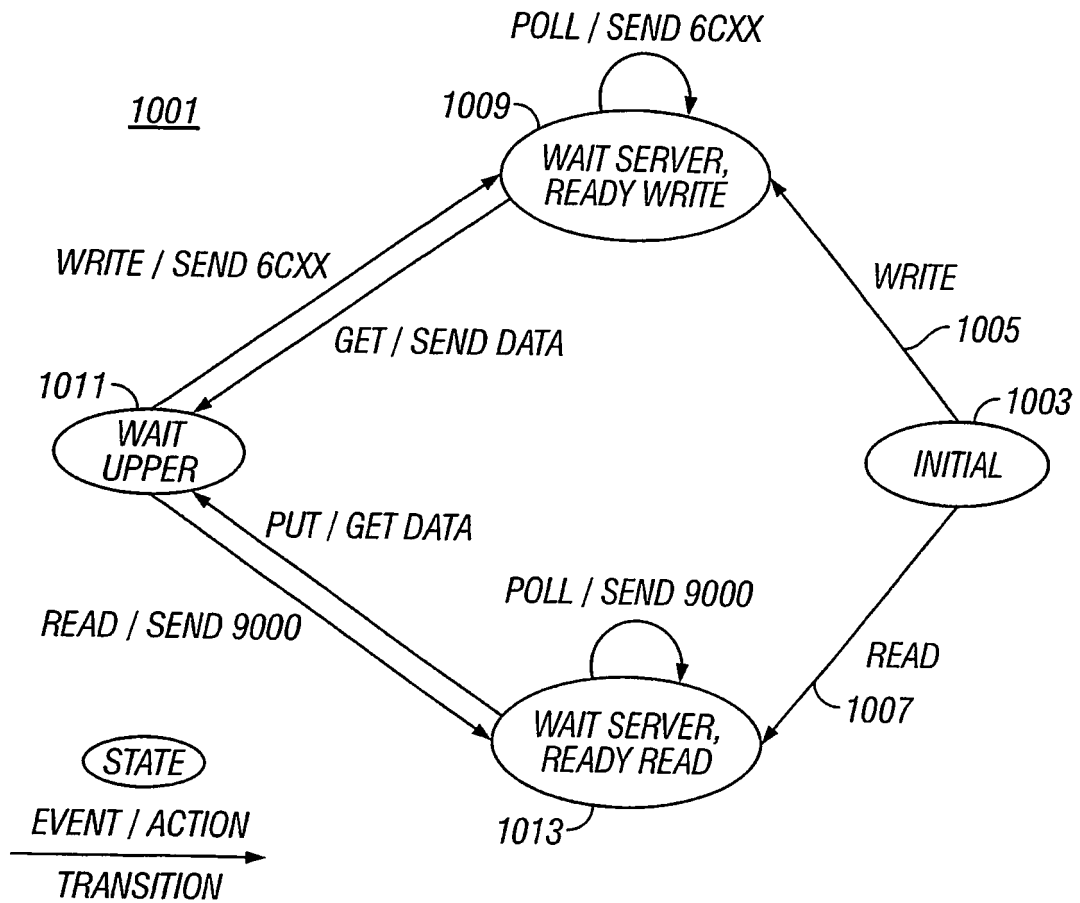 POLL / SEND 6CXX
1001
1009
WAIT SERVER,
READY WRITE
WRITE / SEND 6CXX
WRITE
GET / SEND DATA
1005
1011
1003
WAIT
UPPER
INITIAL
PUT / GET DATA
POLL / SEND 9000
READ / SEND 9000
READ
1007
WAIT SERVER,
READY READ
STATE
EVENT / ACTION
1013
TRANSITION